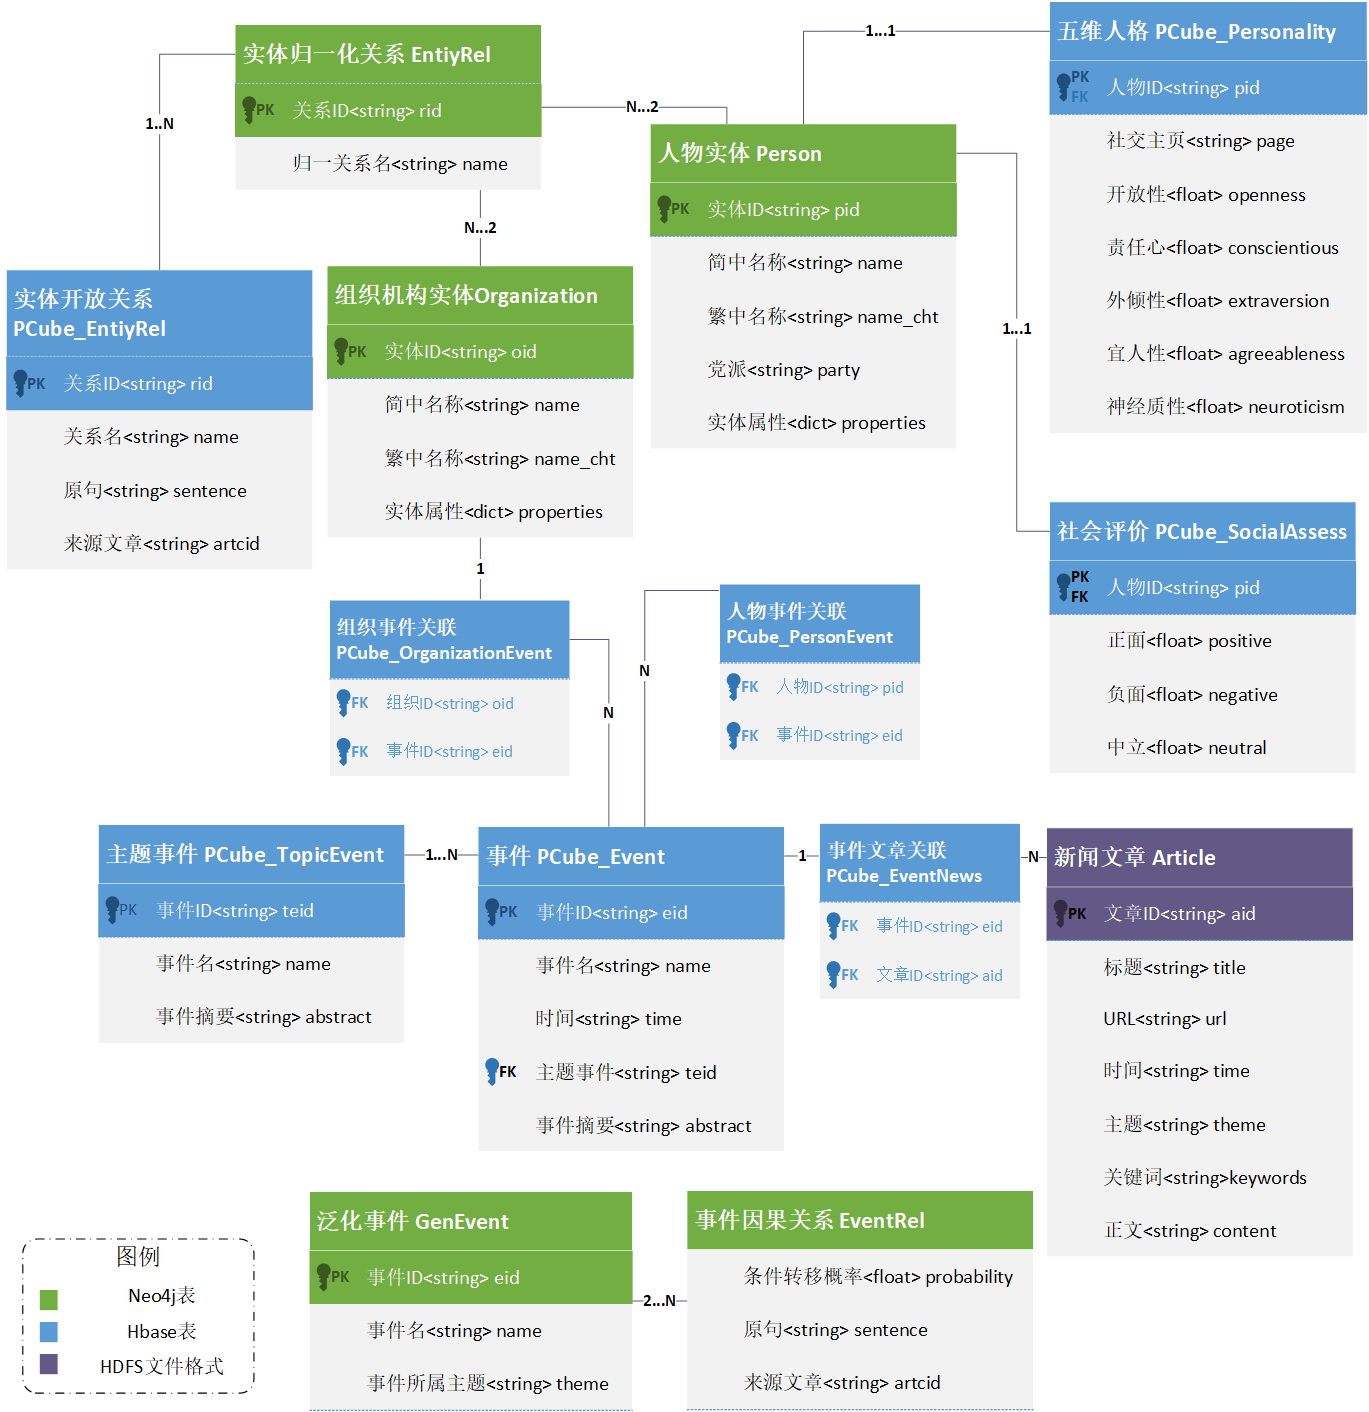 实体归一化关系 EntiyRel
PK 关系ID<string> rid
归一关系名<string> name
1..N
N...2
N...2
1...1
1...1
人物实体 Person
PK 实体ID<string> pid
简中名称<string> name
繁中名称<string> name_cht
党派<string> party
实体属性<dict> properties
五维人格 PCube_Personality
PK
FK
人物ID<string> pid
社交主页<string> page
开放性<float> openness
责任心<float> conscientious
外倾性<float> extraversion
宜人性<float> agreeableness
神经质性<float> neuroticism
实体开放关系
PCube_EntiyRel
PK 关系ID<string> rid
关系名<string> name
原句<string> sentence
来源文章<string> artcid
组织机构实体Organization
PK 实体ID<string> oid
简中名称<string> name
繁中名称<string> name_cht
实体属性<dict> properties
1
社会评价 PCube_SocialAssess
PK
FK
人物ID<string> pid
正面<float> positive
负面<float> negative
中立<float> neutral
组织事件关联
PCube_OrganizationEvent
FK 组织ID<string> oid
FK 事件ID<string> eid
N
N
人物事件关联
PCube_PersonEvent
FK 人物ID<string> pid
FK 事件ID<string> eid
主题事件 PCube_TopicEvent
PK 事件ID<string> teid
事件名<string> name
事件摘要<string> abstract
1...N
事件 PCube_Event
PK 事件ID<string> eid
事件名<string> name
时间<string> time
FK 主题事件<string> teid
事件摘要<string> abstract
1
事件文章关联
PCube_EventNews
FK 事件ID<string> eid
FK 文章ID<string> aid
N
新闻文章 Article
PK 文章ID<string> aid
标题<string> title
URL<string> url
时间<string> time
主题<string> theme
关键词<string>keywords
正文<string> content
泛化事件 GenEvent
PK 事件ID<string> eid
事件名<string> name
事件所属主题<string> theme
2...N
事件因果关系 EventRel
条件转移概率<float> probability
原句<string> sentence
来源文章<string> artcid
图例
Neo4j表
Hbase表
HDFS文件格式